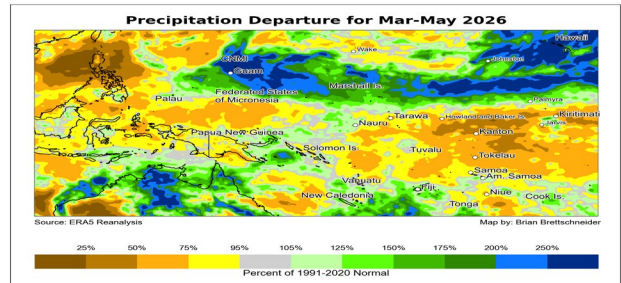 Precipitation Departure for Mar-May 2026
Hawaii
Wake
CNMI
Johnston
Guam
Marshall Is.
Federated States
of Micronesia
Palau
Palmyra
Tarawa
Howland and Baker Is.
Kiritimati
Nauru
Jarvis
Papua New Guinea
Kanton
Solomon Is.
Tuvalu
Tokelau
Samoa
Am. Samoa
Vanuatu
Fiji
New Caledonia
Niue
Cook Is.
Tonga
Source: ERA5 Reanalysis
Map by: Brian Brettschneider
25% 50% 75% 95% 105% 125% 150% 175% 200% 250%
Percent of 1991-2020 Normal